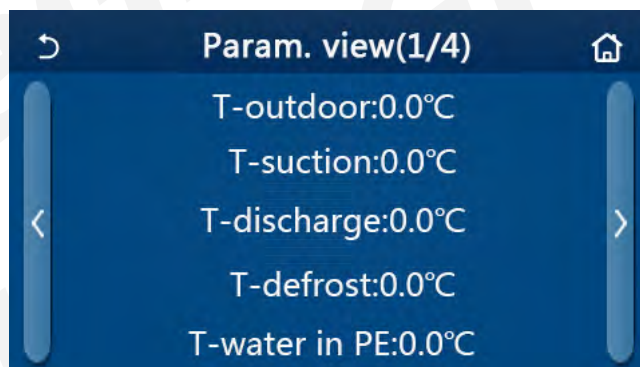 Param. view(1/4)
T-outdoor:0.0℃
T-suction:0.0℃
T-discharge:0.0℃
T-defrost:0.0℃
T-water in PE:0.0℃